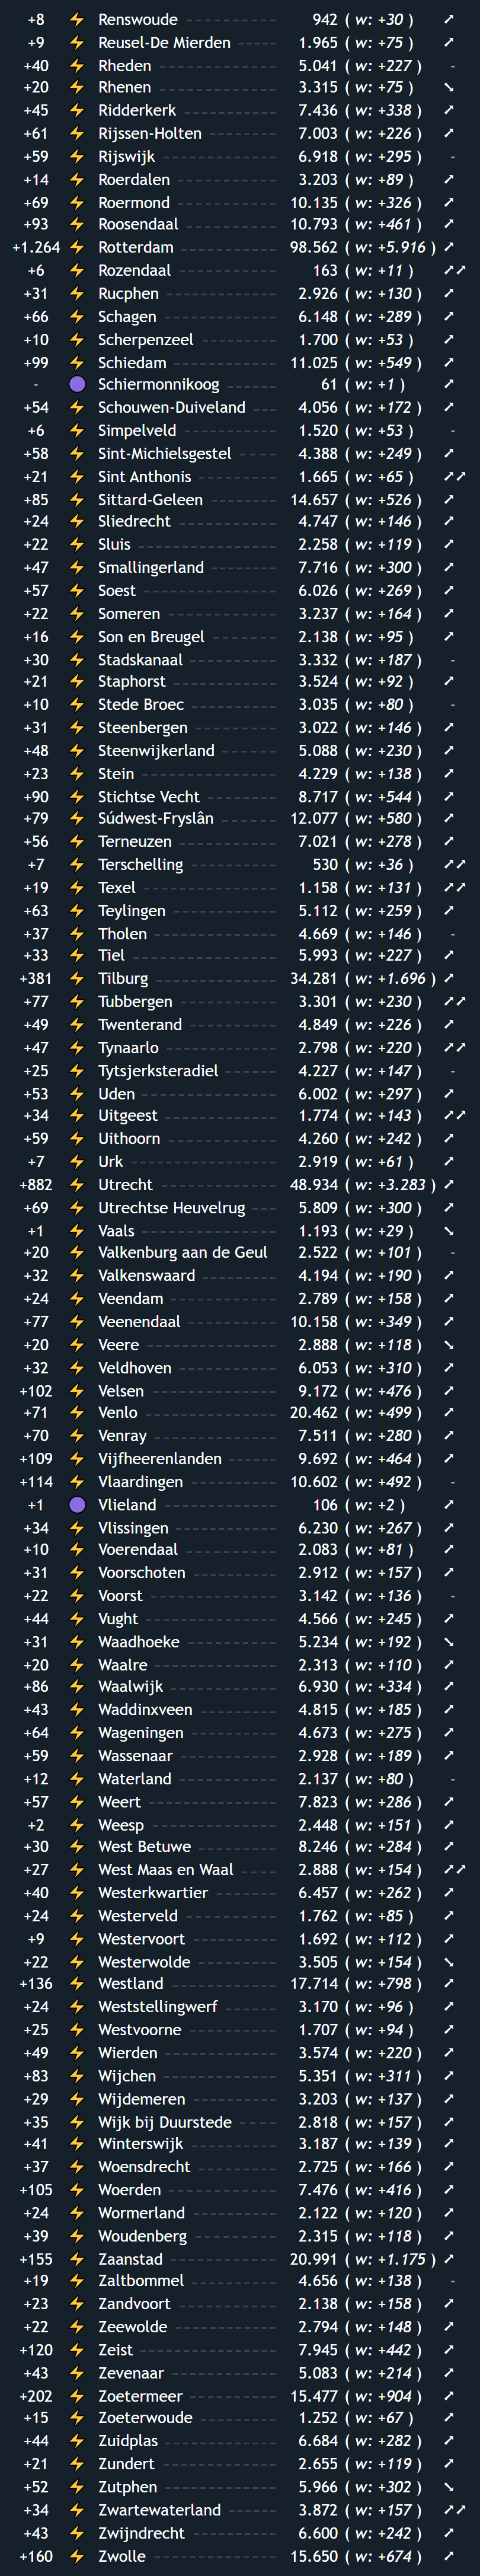 +8 ⚡ Renswoude 942 ( w: +30 ) ↗
+9 ⚡ Reusel-De Mierden 1.965 ( w: +75 ) ↗
+40 ⚡ Rheden 5.041 ( w: +227 ) -
+20 ⚡ Rhenen 3.315 ( w: +75 ) ↘
+45 ⚡ Ridderkerk 7.436 ( w: +338 ) ↗
+61 ⚡ Rijssen-Holten 7.003 ( w: +226 ) ↗
+59 ⚡ Rijswijk 6.918 ( w: +295 ) -
+14 ⚡ Roerdalen 3.203 ( w: +89 ) ↗
+69 ⚡ Roermond 10.135 ( w: +326 ) ↗
+93 ⚡ Roosendaal 10.793 ( w: +461 ) ↗
+1.264 ⚡ Rotterdam 98.562 ( w: +5.916 ) ↗
+6 ⚡ Rozendaal 163 ( w: +11 ) ↗↗
+31 ⚡ Rucphen 2.926 ( w: +130 ) ↗
+66 ⚡ Schagen 6.148 ( w: +289 ) ↗
+10 ⚡ Scherpenzeel 1.700 ( w: +53 ) ↗
+99 ⚡ Schiedam 11.025 ( w: +549 ) ↗
- Schiermonnikoog 61 ( w: +1 ) ↗
+54 ⚡ Schouwen-Duiveland 4.056 ( w: +172 ) ↗
+6 ⚡ Simpelveld 1.520 ( w: +53 ) -
+58 ⚡ Sint-Michielsgestel 4.388 ( w: +249 ) ↗
+21 ⚡ Sint Anthonis 1.665 ( w: +65 ) ↗↗
+85 ⚡ Sittard-Geleen 14.657 ( w: +526 ) ↗
+24 ⚡ Sliedrecht 4.747 ( w: +146 ) ↗
+22 ⚡ Sluis 2.258 ( w: +119 ) ↗
+47 ⚡ Smallingerland 7.716 ( w: +300 ) ↗
+57 ⚡ Soest 6.026 ( w: +269 ) ↗
+22 ⚡ Someren 3.237 ( w: +164 ) ↗
+16 ⚡ Son en Breugel 2.138 ( w: +95 ) ↗
+30 ⚡ Stadskanaal 3.332 ( w: +187 ) -
+21 ⚡ Staphorst 3.524 ( w: +92 ) ↗
+10 ⚡ Stede Broec 3.035 ( w: +80 ) -
+31 ⚡ Steenbergen 3.022 ( w: +146 ) ↗
+48 ⚡ Steenwijkerland 5.088 ( w: +230 ) ↗
+23 ⚡ Stein 4.229 ( w: +138 ) ↗
+90 ⚡ Stichtse Vecht 8.717 ( w: +544 ) ↗
+79 ⚡ Súdwest-Fryslân 12.077 ( w: +580 ) ↗
+56 ⚡ Terneuzen 7.021 ( w: +278 ) ↗
+7 ⚡ Terschelling 530 ( w: +36 ) ↗↗
+19 ⚡ Texel 1.158 ( w: +131 ) ↗↗
+63 ⚡ Teylingen 5.112 ( w: +259 ) ↗
+37 ⚡ Tholen 4.669 ( w: +146 ) -
+33 ⚡ Tiel 5.993 ( w: +227 ) ↗
+381 ⚡ Tilburg 34.281 ( w: +1.696 ) ↗
+77 ⚡ Tubbergen 3.301 ( w: +230 ) ↗↗
+49 ⚡ Twenterand 4.849 ( w: +226 ) ↗
+47 ⚡ Tynaarlo 2.798 ( w: +220 ) ↗↗
+25 ⚡ Tytsjerksteradiel 4.227 ( w: +147 ) -
+53 ⚡ Uden 6.002 ( w: +297 ) ↗
+34 ⚡ Uitgeest 1.774 ( w: +143 ) ↗↗
+59 ⚡ Uithoorn 4.260 ( w: +242 ) ↗
+7 ⚡ Urk 2.919 ( w: +61 ) ↗
+882 ⚡ Utrecht 48.934 ( w: +3.283 ) ↗
+69 ⚡ Utrechtse Heuvelrug 5.809 ( w: +300 ) ↗
+1 ⚡ Vaals 1.193 ( w: +29 ) ↘
+20 ⚡ Valkenburg aan de Geul 2.522 ( w: +101 ) -
+32 ⚡ Valkenswaard 4.194 ( w: +190 ) ↗
+24 ⚡ Veendam 2.789 ( w: +158 ) ↗
+77 ⚡ Veenendaal 10.158 ( w: +349 ) ↗
+20 ⚡ Veere 2.888 ( w: +118 ) ↘
+32 ⚡ Veldhoven 6.053 ( w: +310 ) ↗
+102 ⚡ Velsen 9.172 ( w: +476 ) ↗
+71 ⚡ Venlo 20.462 ( w: +499 ) ↗
+70 ⚡ Venray 7.511 ( w: +280 ) ↗
+109 ⚡ Vijfheerenlanden 9.692 ( w: +464 ) ↗
+114 ⚡ Vlaardingen 10.602 ( w: +492 ) -
+1 Vlieland 106 ( w: +2 ) ↗
+34 ⚡ Vlissingen 6.230 ( w: +267 ) ↗
+10 ⚡ Voerendaal 2.083 ( w: +81 ) ↗
+31 ⚡ Voorschoten 2.912 ( w: +157 ) ↗
+22 ⚡ Voorst 3.142 ( w: +136 ) -
+44 ⚡ Vught 4.566 ( w: +245 ) ↗
+31 ⚡ Waadhoeke 5.234 ( w: +192 ) ↘
+20 ⚡ Waalre 2.313 ( w: +110 ) ↗
+86 ⚡ Waalwijk 6.930 ( w: +334 ) ↗
+43 ⚡ Waddinxveen 4.815 ( w: +185 ) ↗
+64 ⚡ Wageningen 4.673 ( w: +275 ) ↗
+59 ⚡ Wassenaar 2.928 ( w: +189 ) ↗
+12 ⚡ Waterland 2.137 ( w: +80 ) -
+57 ⚡ Weert 7.823 ( w: +286 ) ↗
+2 ⚡ Weesp 2.448 ( w: +151 ) ↗
+30 ⚡ West Betuwe 8.246 ( w: +284 ) ↗
+27 ⚡ West Maas en Waal 2.888 ( w: +154 ) ↗↗
+40 ⚡ Westerkwartier 6.457 ( w: +262 ) ↗
+24 ⚡ Westerveld 1.762 ( w: +85 ) ↗
+9 ⚡ Westervoort 1.692 ( w: +112 ) ↗
+22 ⚡ Westerwolde 3.505 ( w: +154 ) ↘
+136 ⚡ Westland 17.714 ( w: +798 ) ↗
+24 ⚡ Weststellingwerf 3.170 ( w: +96 ) ↗
+25 ⚡ Westvoorne 1.707 ( w: +94 ) ↗
+49 ⚡ Wierden 3.574 ( w: +220 ) ↗
+83 ⚡ Wijchen 5.351 ( w: +311 ) ↗
+29 ⚡ Wijdemeren 3.203 ( w: +137 ) ↗
+35 ⚡ Wijk bij Duurstede 2.818 ( w: +157 ) ↗
+41 ⚡ Winterswijk 3.187 ( w: +139 ) ↗
+37 ⚡ Woensdrecht 2.725 ( w: +166 ) ↗
+105 ⚡ Woerden 7.476 ( w: +416 ) ↗
+24 ⚡ Wormerland 2.122 ( w: +120 ) ↗
+39 ⚡ Woudenberg 2.315 ( w: +118 ) ↗
+155 ⚡ Zaanstad 20.991 ( w: +1.175 ) ↗
+19 ⚡ Zaltbommel 4.656 ( w: +138 ) -
+23 ⚡ Zandvoort 2.138 ( w: +158 ) ↗
+22 ⚡ Zeewolde 2.794 ( w: +148 ) ↗
+120 ⚡ Zeist 7.945 ( w: +442 ) ↗
+43 ⚡ Zevenaar 5.083 ( w: +214 ) ↗
+202 ⚡ Zoetermeer 15.477 ( w: +904 ) ↗
+15 ⚡ Zoeterwoude 1.252 ( w: +67 ) ↗
+44 ⚡ Zuidplas 6.684 ( w: +282 ) ↗
+21 ⚡ Zundert 2.655 ( w: +119 ) ↗
+52 ⚡ Zutphen 5.966 ( w: +302 ) ↘
+34 ⚡ Zwartewaterland 3.872 ( w: +157 ) ↗↗
+43 ⚡ Zwijndrecht 6.600 ( w: +242 ) ↗
+160 ⚡ Zwolle 15.650 ( w: +674 ) ↗